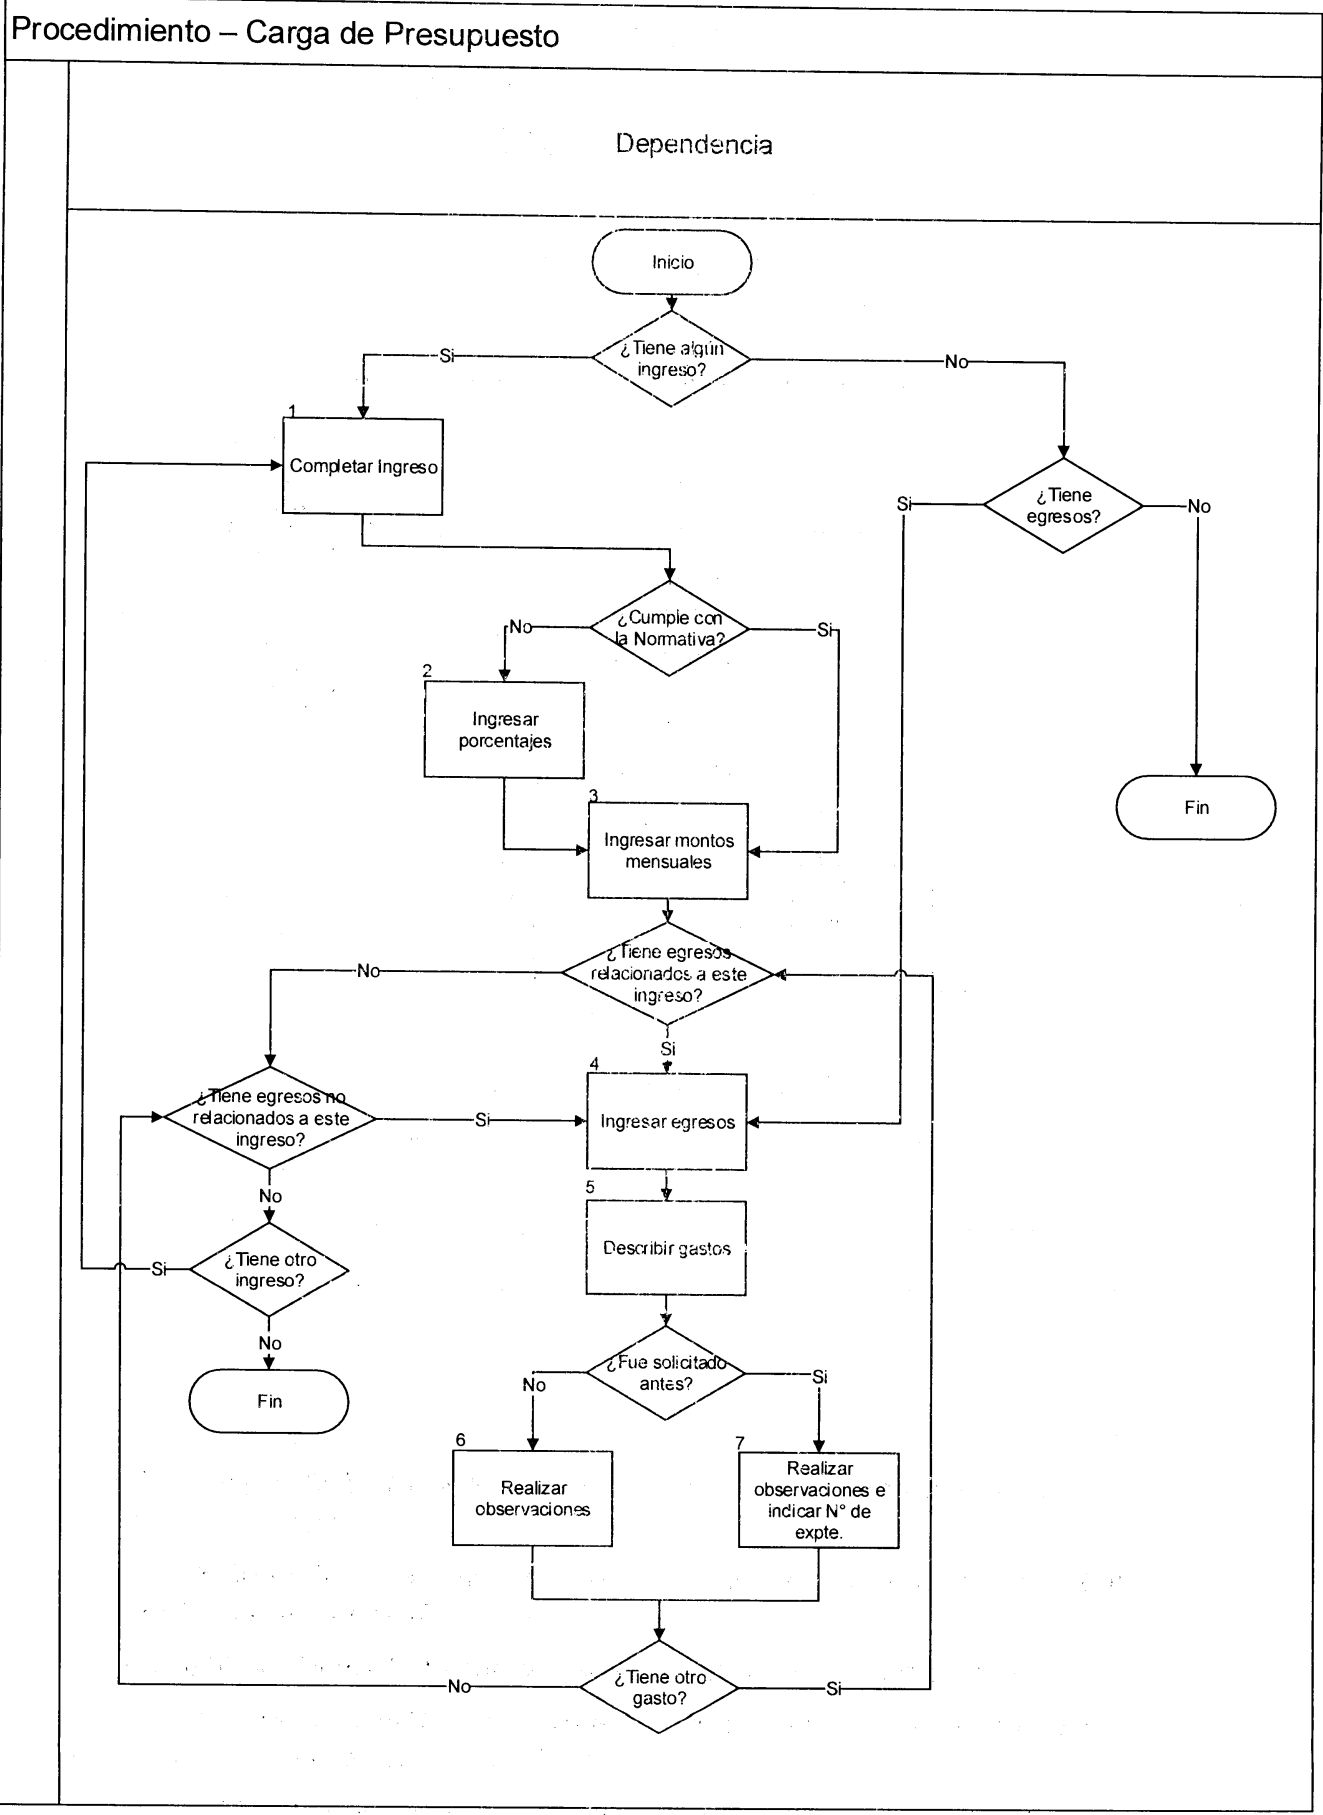 Procedimiento – Carga de Presupuesto
Dependencia
Inicio
¿Tiene algún
ingreso?
Si
No
1
Completar Ingreso
¿Tiene
egresos?
Si
No
¿Cumple con
la Normativa?
No
Si
2
Ingresar
porcentajes
3
Ingresar montos
mensuales
Fin
¿Tiene egresos
relacionados a este
ingreso?
No
Si
4
Ingresar egresos
¿Tiene egresos no
relacionados a este
ingreso?
Si
No
5
Describir gastos
¿Tiene otro
ingreso?
Si
No
Fin
¿Fue solicitado
antes?
No
Si
6
Realizar
observaciones
7
Realizar
observaciones e
indicar N° de
expte.
¿Tiene otro
gasto?
No
Si